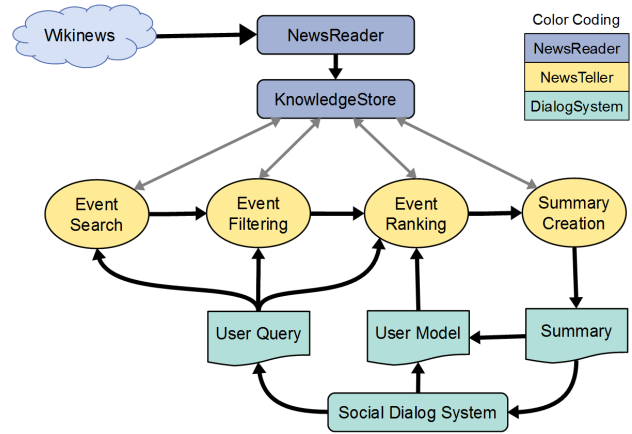 Wikinews
NewsReader
Color Coding
NewsReader
NewsTeller
DialogSystem
KnowledgeStore
Event
Search
Event
Filtering
Event
Ranking
Summary
Creation
User Query
User Model
Summary
Social Dialog System